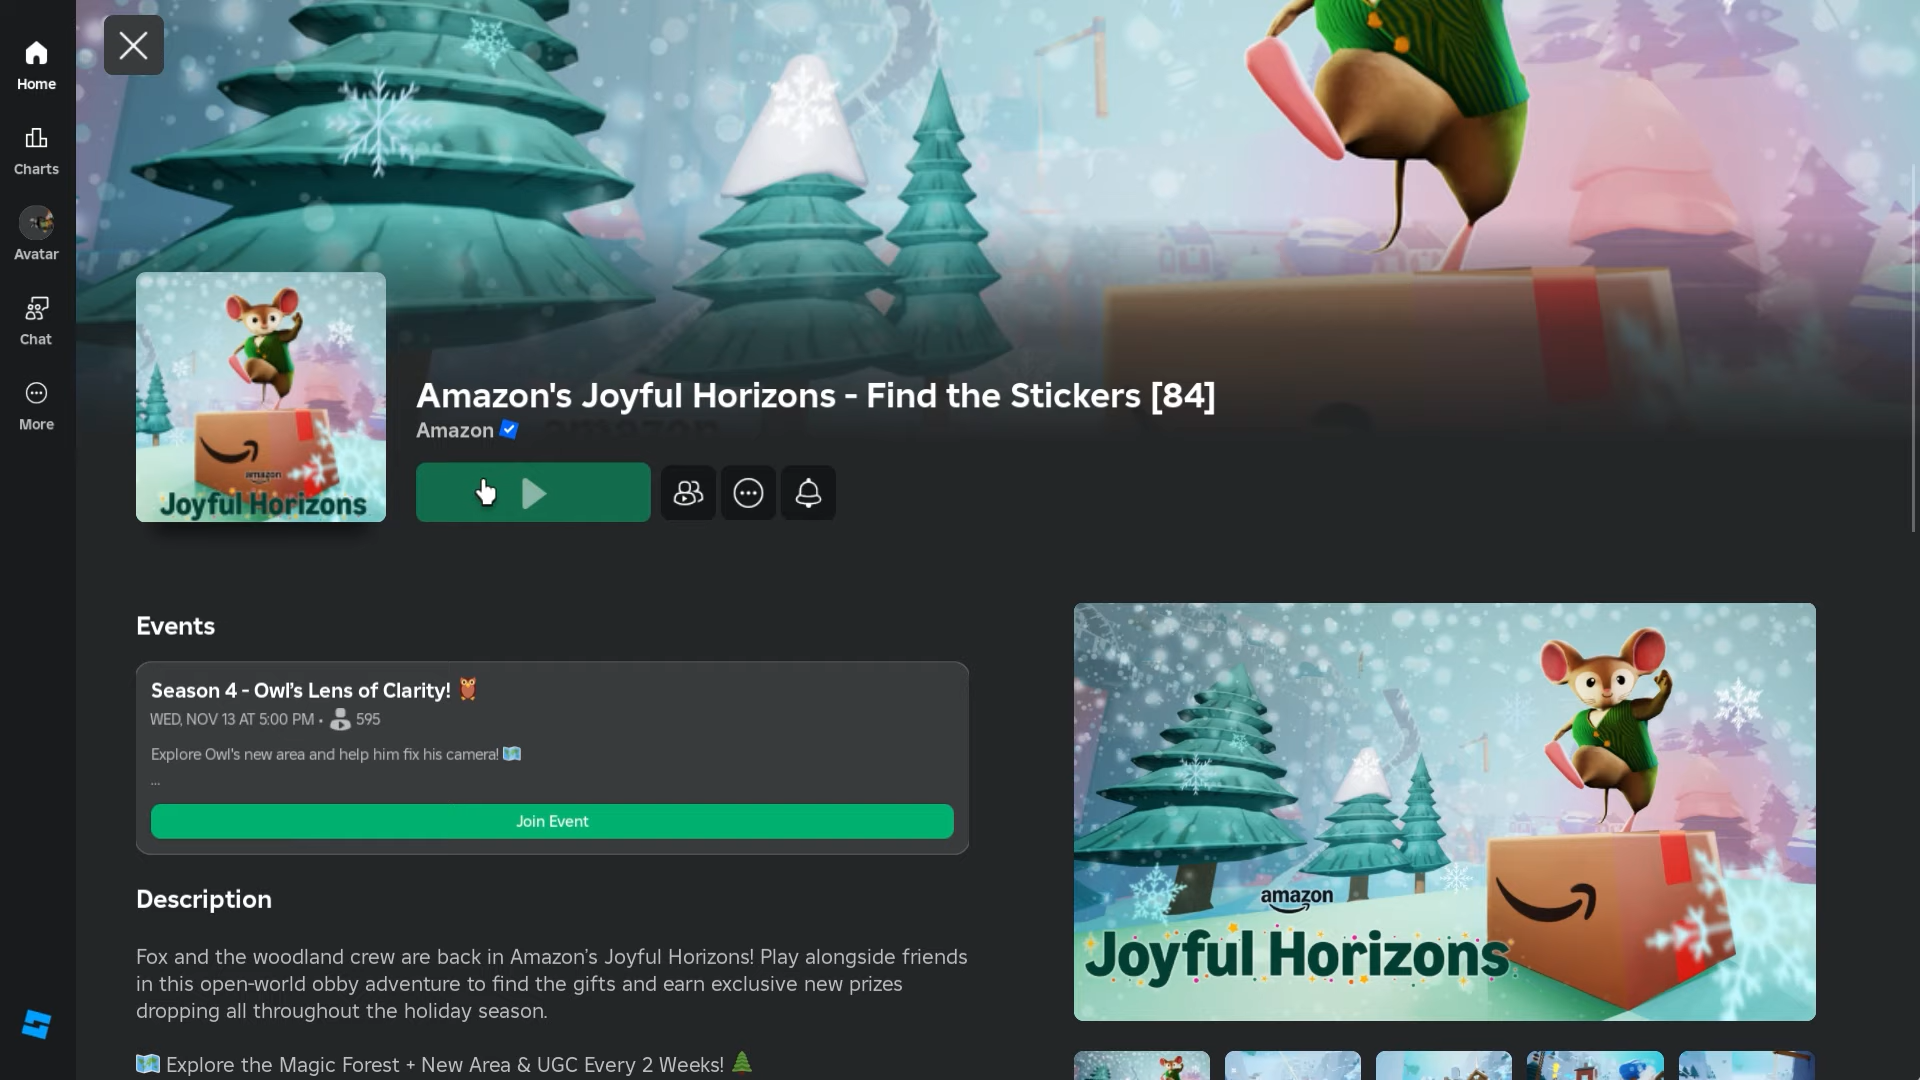 Home
Charts
Avatar
Chat
More
amazon
Joyful Horizons
Amazon's Joyful Horizons - Find the Stickers [84]
Amazon
Events
Season 4 - Owl’s Lens of Clarity! 🦉
WED, NOV 13 AT 5:00 PM • 595
Explore Owl's new area and help him fix his camera! 🗺️
...
Join Event
Description
Fox and the woodland crew are back in Amazon’s Joyful Horizons! Play alongside friends
in this open-world obby adventure to find the gifts and earn exclusive new prizes
dropping all throughout the holiday season.
🗺️ Explore the Magic Forest + New Area & UGC Every 2 Weeks! 🌲
amazon
Joyful Horizons